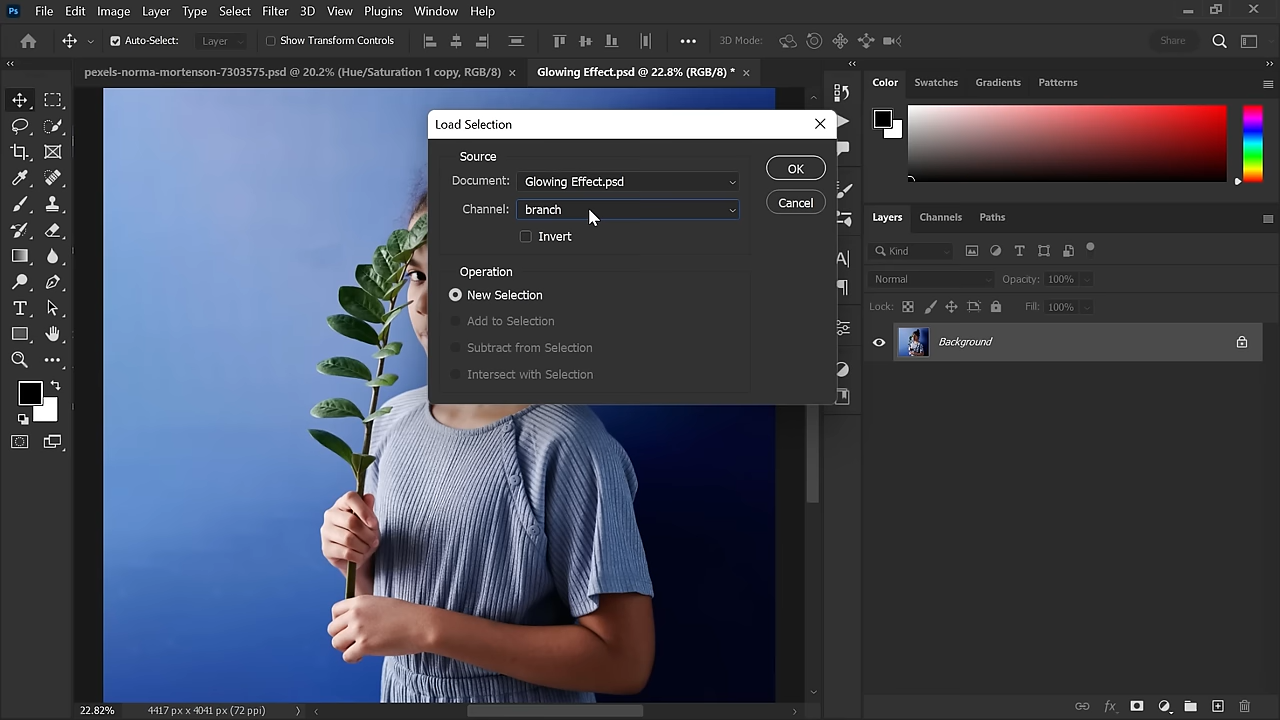 Ps File Edit Image Layer Type Select Filter 3D View Plugins Window Help
Auto-Select: Layer Show Transform Controls 3D Mode: Share
pexels-norma-mortenson-7303575.psd @ 20.2% (Hue/Saturation 1 copy, RGB/8) × Glowing Effect.psd @ 22.8% (RGB/8) * ×
Color Swatches Gradients Patterns
Load Selection
Source
Document: Glowing Effect.psd
OK
Channel: branch
Cancel
Invert
Operation
New Selection
Add to Selection
Subtract from Selection
Intersect with Selection
Layers Channels Paths
Kind
Normal Opacity: 100%
Lock: Fill: 100%
Background
22.82% 4417 px x 4041 px (72 ppi)